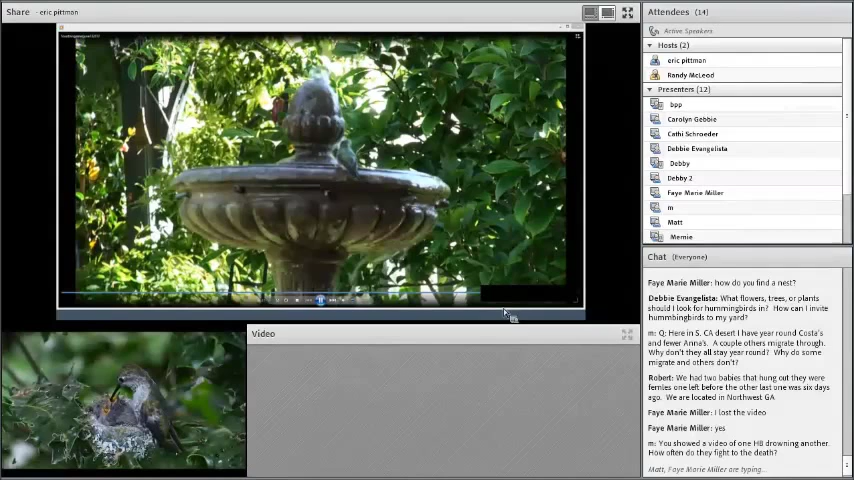 Share - eric pittman
Attendees (14)
Active Speakers
Hosts (2)
eric pittman
Randy McLeod
Presenters (12)
bpp
Carolyn Gebbie
Cathi Schroeder
Debbie Evangelista
Debby
Debby 2
Faye Marie Miller
m
Matt
Mernie
Chat (Everyone)
Faye Marie Miller: how do you find a nest?
Debbie Evangelista: What flowers, trees, or plants
should I look for hummingbirds in? How can I invite
hummbingbirds to my yard?
m: Q: Here in S. CA desert I have year round Costa's
and fewer Anna's. A couple others migrate through.
Why don't they all stay year round? Why do some
migrate and others don't?
Robert: We had two babies that hung out they were
femles one left before the other last one was six days
ago. We are located in Northwest GA
Faye Marie Miller: I lost the video
Faye Marie Miller: yes
m: You showed a video of one HB drowning another.
How often do they fight to the death?
Matt, Faye Marie Miller are typing...
Video